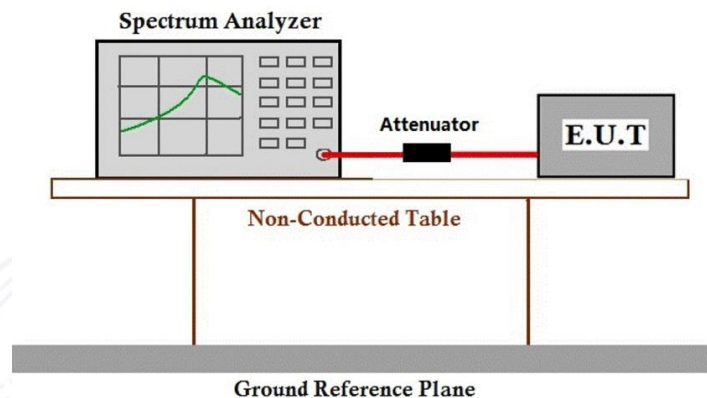 Spectrum Analyzer
Attenuator
E.U.T
Non-Conducted Table
Ground Reference Plane